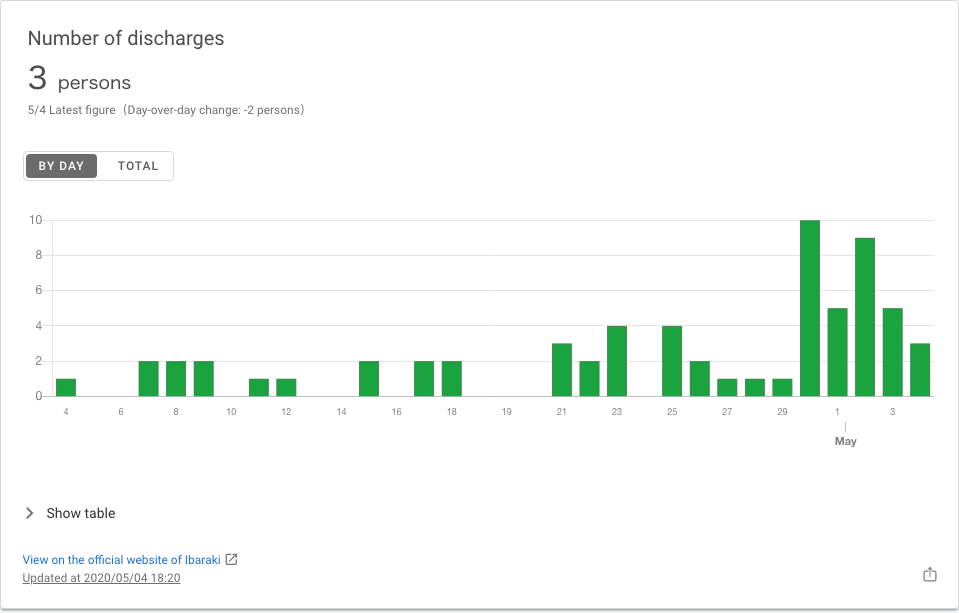 Number of discharges
3 persons
5/4 Latest figure（Day-over-day change: -2 persons）
BY DAY TOTAL
10
8
6
4
2
0
4 6 8 10 12 14 16 18 19 21 23 25 27 29 1 3
May
Show table
View on the official website of Ibaraki
Updated at 2020/05/04 18:20